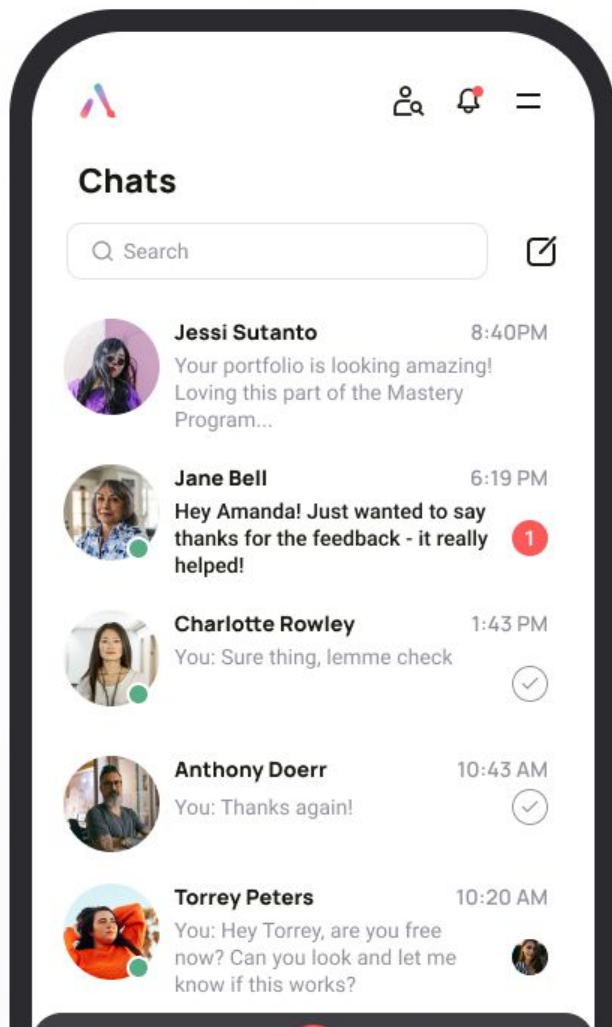 Chats
Search
Jessi Sutanto 8:40PM
Your portfolio is looking amazing!
Loving this part of the Mastery
Program...
Jane Bell 6:19 PM
Hey Amanda! Just wanted to say
thanks for the feedback - it really
helped!
1
Charlotte Rowley 1:43 PM
You: Sure thing, lemme check
Anthony Doerr 10:43 AM
You: Thanks again!
Torrey Peters 10:20 AM
You: Hey Torrey, are you free
now? Can you look and let me
know if this works?